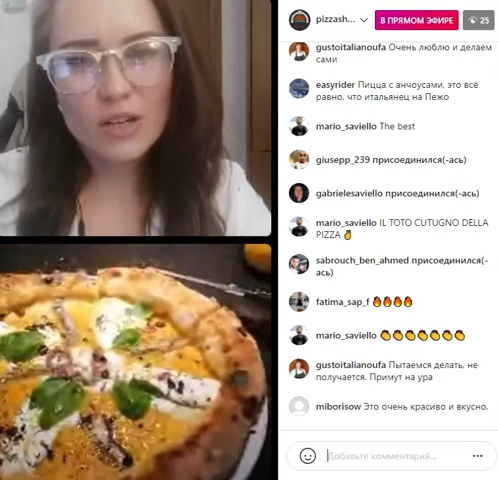 pizzash...
В ПРЯМОМ ЭФИРЕ
25
gustoitalianoufa Очень люблю и делаем
сами
easyrider Пицца с анчоусами, это всё
равно, что итальянец на Пежо
mario_saviello The best
giusepp_239 присоединился(-ась)
gabrielesaviello присоединился(-ась)
mario_saviello IL TOTO CUTUGNO DELLA
PIZZA
sabrouch_ben_ahmed присоединился(-
ась)
fatima_sap_f 🔥🔥🔥🔥
mario_saviello 👏👏👏👏👏👏👏
gustoitalianoufa Пытаемся делать, не
получается. Примут на ура
miborisow Это очень красиво и вкусно.
Добавьте комментарий...